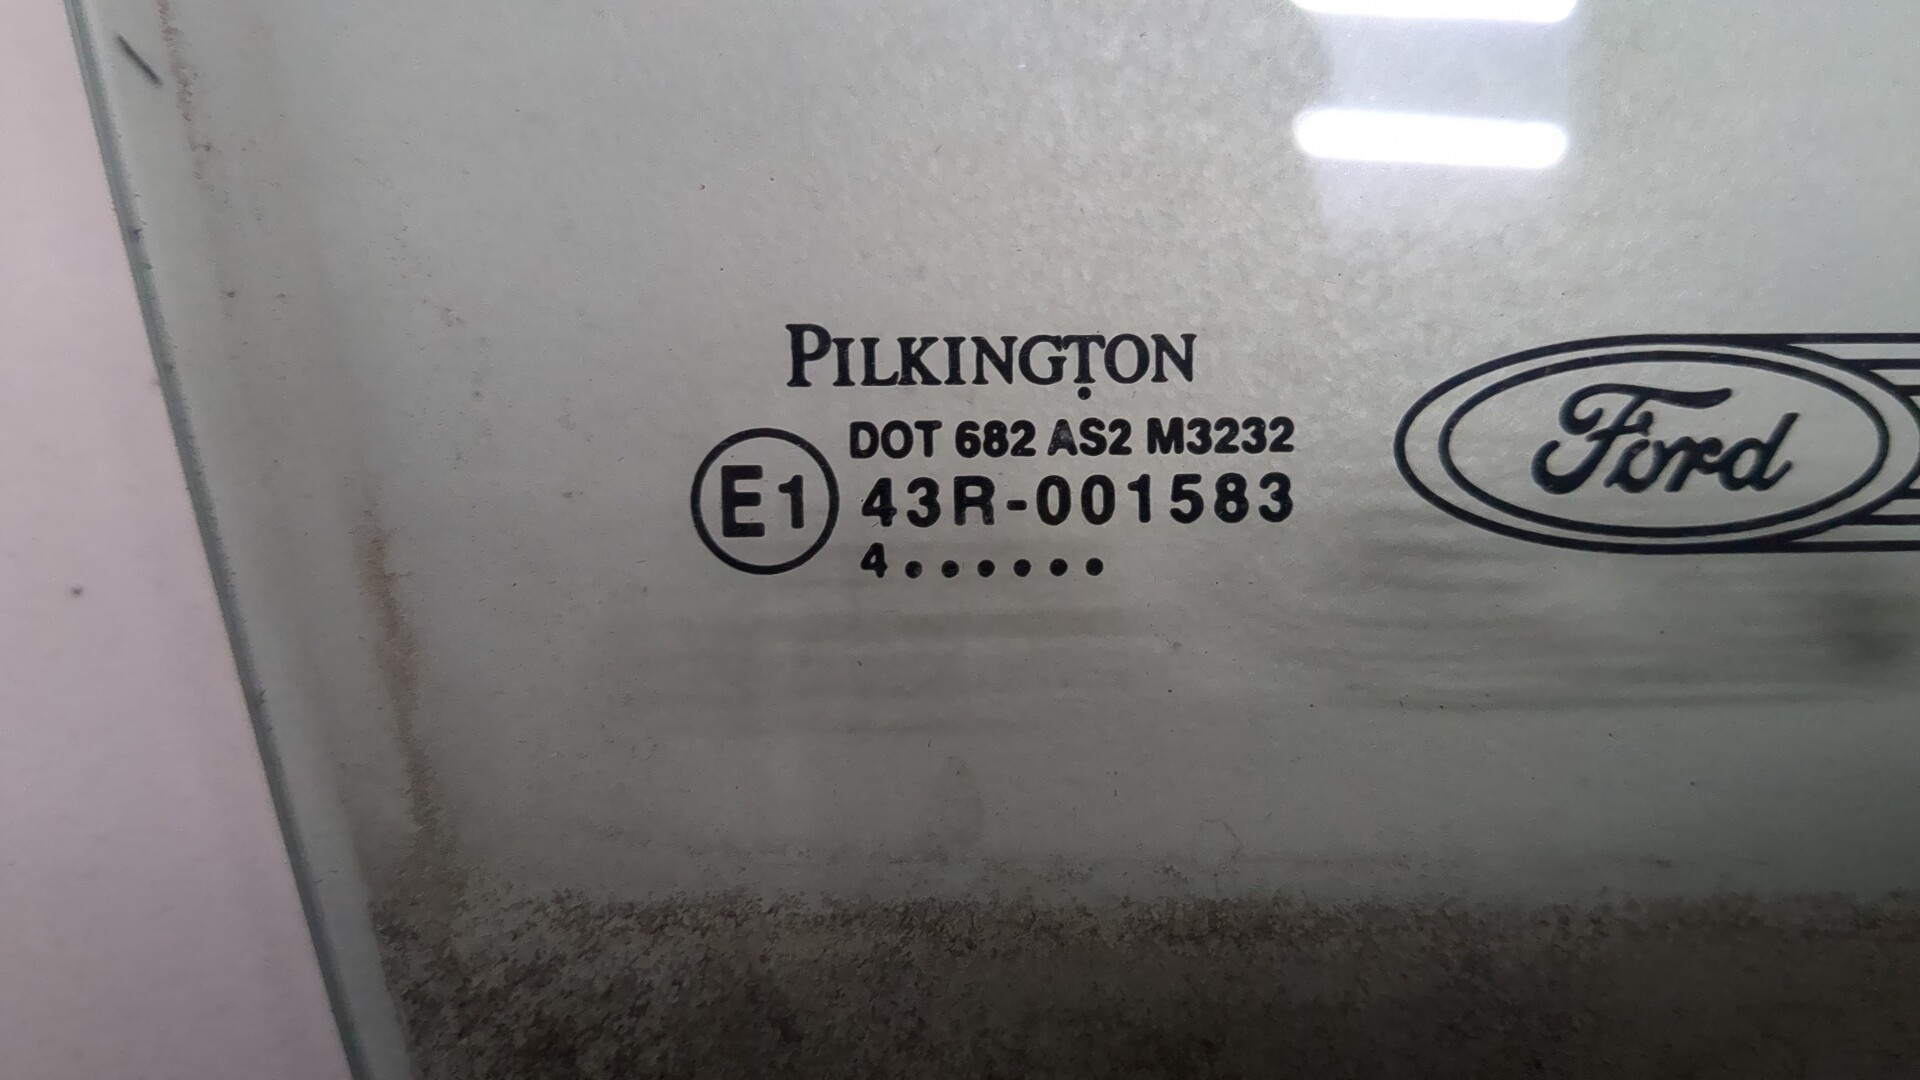 PILKINGTON
DOT 682 AS2 M3232
E1 43R-001583
4......
Ford